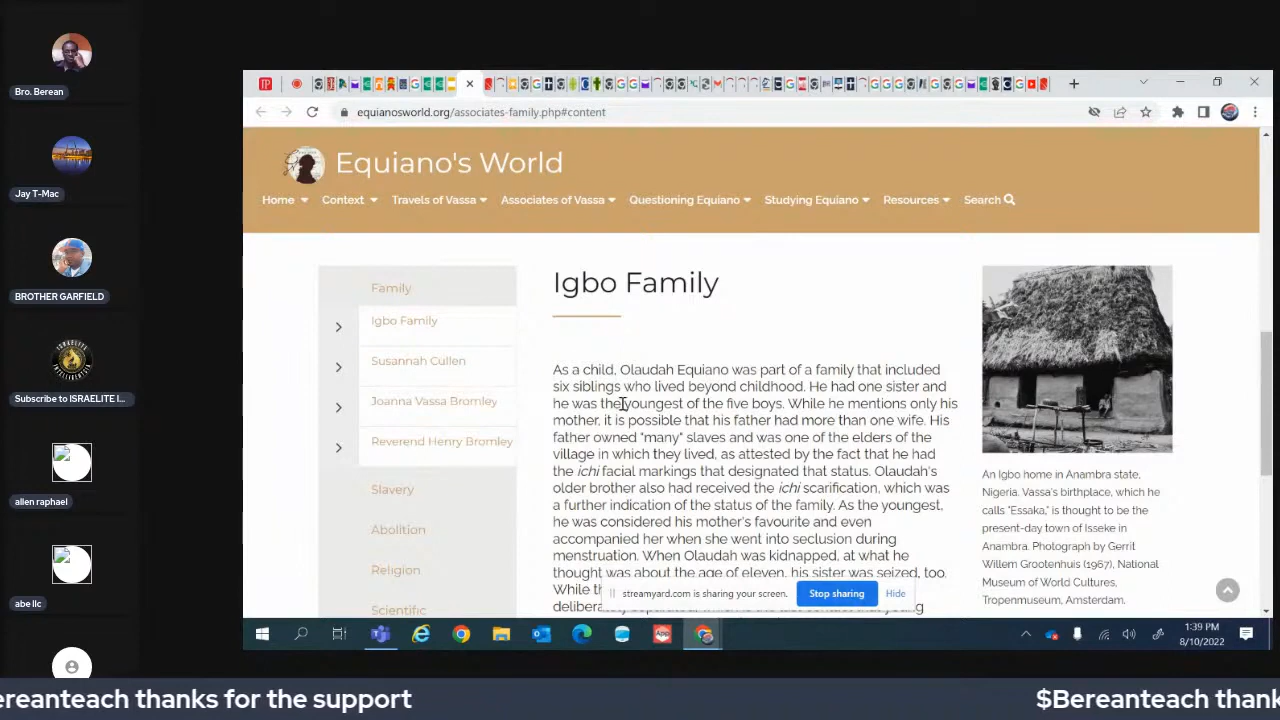 Bro. Berean
Jay T-Mac
BROTHER GARFIELD
Subscribe to ISRAELITE I...
allen raphael
abe llc
equianosworld.org/associates-family.php#content
Equiano's World
Home Context Travels of Vassa Associates of Vassa Questioning Equiano Studying Equiano Resources Search
Family
Igbo Family
Susannah Cullen
Joanna Vassa Bromley
Reverend Henry Bromley
Slavery
Abolition
Religion
Scientific
Igbo Family
As a child, Olaudah Equiano was part of a family that included
six siblings who lived beyond childhood. He had one sister and
he was the youngest of the five boys. While he mentions only his
mother, it is possible that his father had more than one wife. His
father owned "many" slaves and was one of the elders of the
village in which they lived, as attested by the fact that he had
the ichi facial markings that designated that status. Olaudah's
older brother also had received the ichi scarification, which was
a further indication of the status of the family. As the youngest,
he was considered his mother's favourite and even
accompanied her when she went into seclusion during
menstruation. When Olaudah was kidnapped, at what he
thought was about the age of eleven, his sister was seized, too.
While
An Igbo home in Anambra state,
Nigeria. Vassa's birthplace, which he
calls "Essaka," is thought to be the
present-day town of Isseke in
Anambra. Photograph by Gerrit
Willem Grootenhuis (1967), National
Museum of World Cultures,
Tropenmuseum, Amsterdam.
streamyard.com is sharing your screen. Stop sharing Hide
App
1:39 PM
8/10/2022
ereanteach thanks for the support $Bereanteach thank